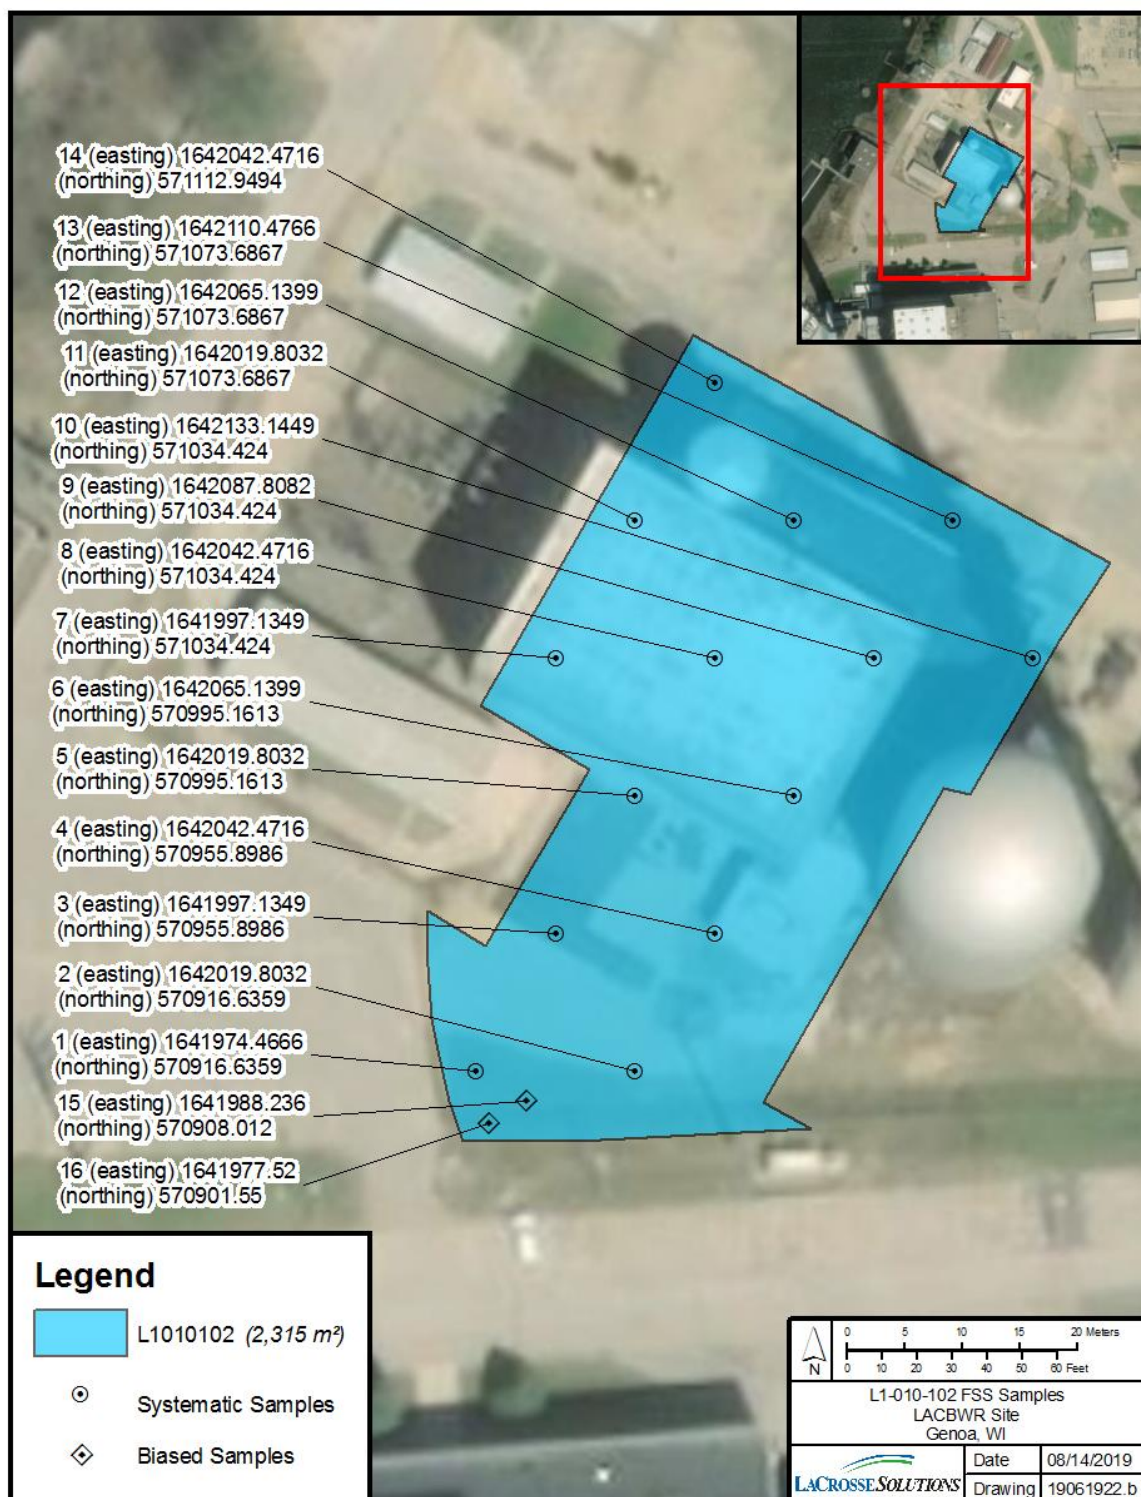 14 (easting) 1642042.4716
(northing) 571112.9494
13 (easting) 1642110.4766
(northing) 571073.6867
12 (easting) 1642065.1399
(northing) 571073.6867
11 (easting) 1642019.8032
(northing) 571073.6867
10 (easting) 1642133.1449
(northing) 571034.424
9 (easting) 1642087.8082
(northing) 571034.424
8 (easting) 1642042.4716
(northing) 571034.424
7 (easting) 1641997.1349
(northing) 571034.424
6 (easting) 1642065.1399
(northing) 570995.1613
5 (easting) 1642019.8032
(northing) 570995.1613
4 (easting) 1642042.4716
(northing) 570955.8986
3 (easting) 1641997.1349
(northing) 570955.8986
2 (easting) 1642019.8032
(northing) 570916.6359
1 (easting) 1641974.4666
(northing) 570916.6359
15 (easting) 1641988.236
(northing) 570908.012
16 (easting) 1641977.52
(northing) 570901.55
Legend
L1010102 (2,315 m²)
Systematic Samples
Biased Samples
N
0 5 10 15 20 Meters
0 10 20 30 40 50 60 Feet
L1-010-102 FSS Samples
LACBWR Site
Genoa, WI
LACROSSESOLUTIONS
Date 08/14/2019
Drawing 19061922.b